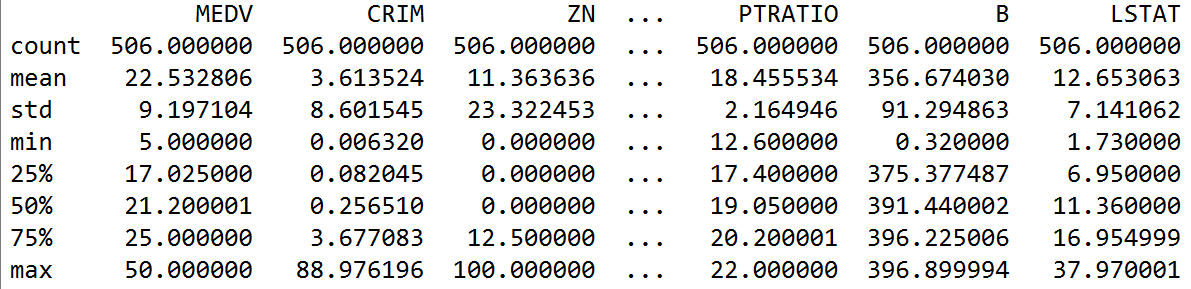 MEDV CRIM ZN ... PTRATIO B LSTAT
count 506.000000 506.000000 506.000000 ... 506.000000 506.000000 506.000000
mean 22.532806 3.613524 11.363636 ... 18.455534 356.674030 12.653063
std 9.197104 8.601545 23.322453 ... 2.164946 91.294863 7.141062
min 5.000000 0.006320 0.000000 ... 12.600000 0.320000 1.730000
25% 17.025000 0.082045 0.000000 ... 17.400000 375.377487 6.950000
50% 21.200001 0.256510 0.000000 ... 19.050000 391.440002 11.360000
75% 25.000000 3.677083 12.500000 ... 20.200001 396.225006 16.954999
max 50.000000 88.976196 100.000000 ... 22.000000 396.899994 37.970001